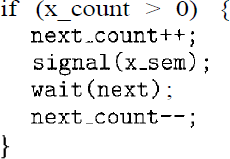 if (x_count > 0) {
next_count++;
signal(x_sem);
wait(next);
next_count--;
}